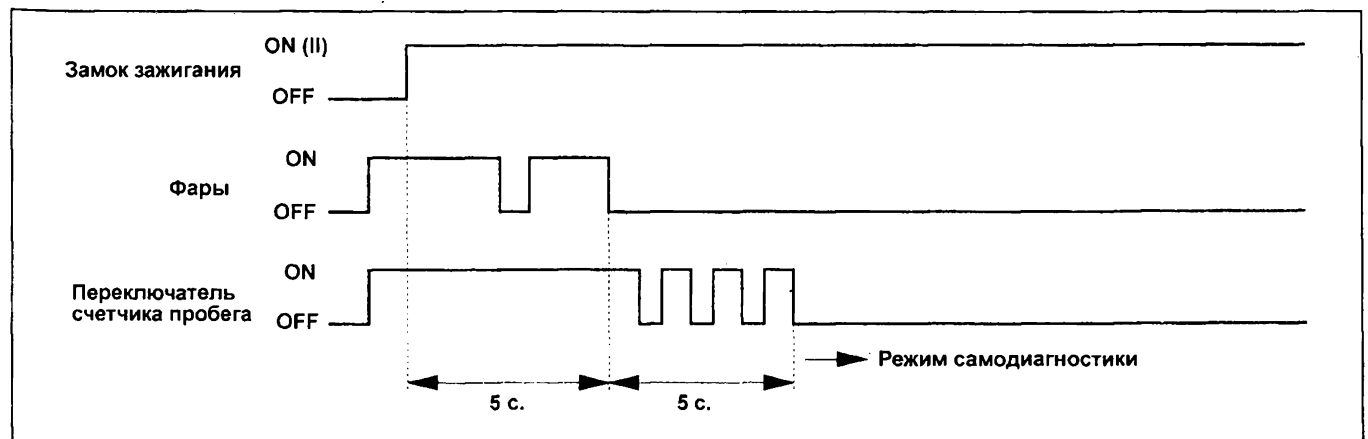 ON (II)
Замок зажигания
OFF
ON
Фары
OFF
ON
Переключатель
счетчика пробега
OFF
Режим самодиагностики
5 с.
5 с.